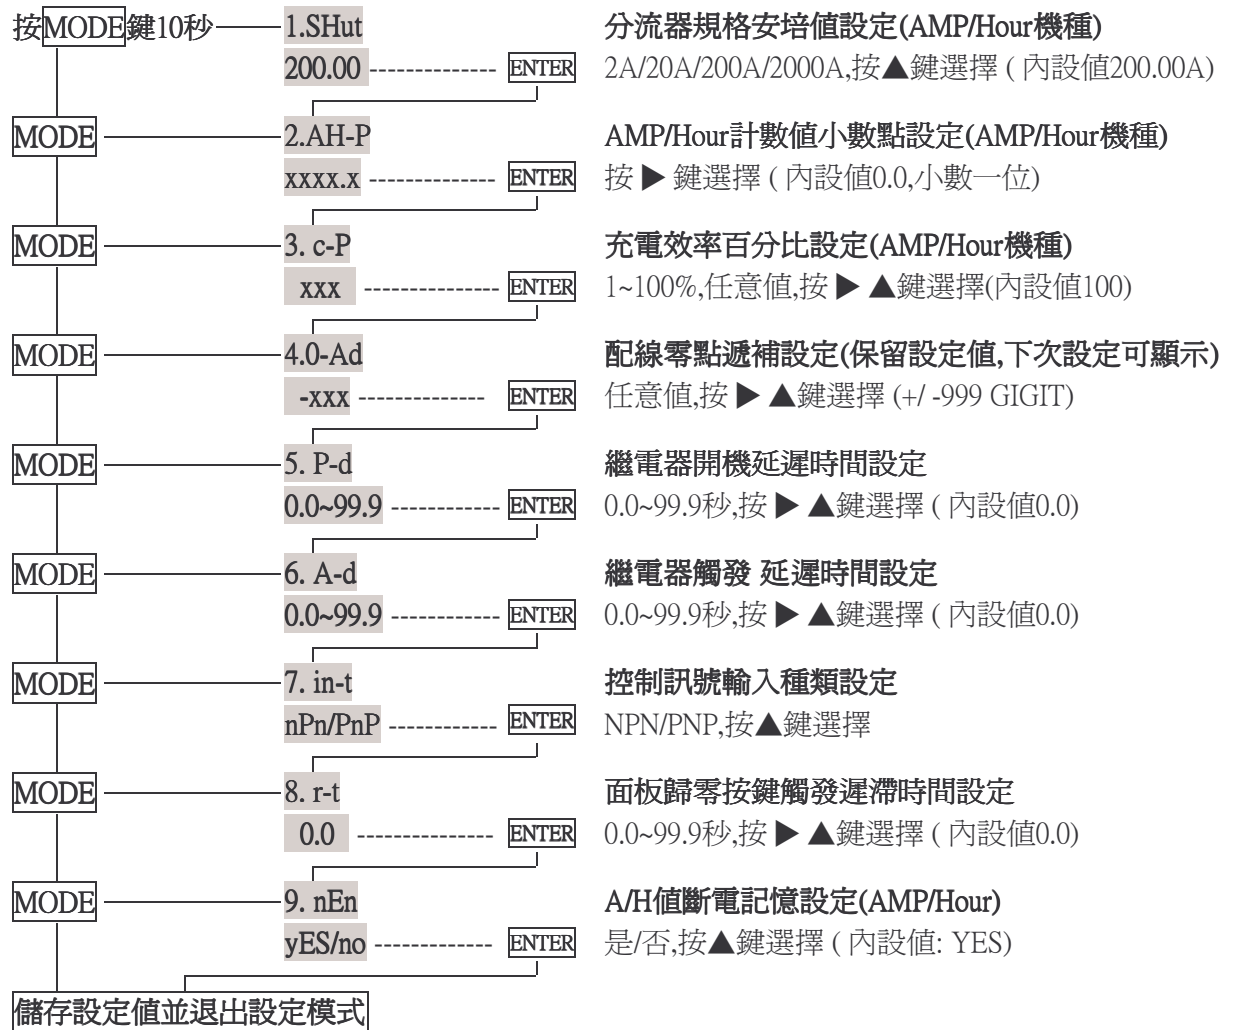 按MODE鍵10秒 1.SHut 分流器規格安培值設定(AMP/Hour機種)
200.00 -------------- ENTER 2A/20A/200A/2000A,按▲鍵選擇 ( 內設值200.00A)
MODE 2.AH-P AMP/Hour計數值小數點設定(AMP/Hour機種)
xxxx.x -------------- ENTER 按 ▶ 鍵選擇 ( 內設值0.0,小數一位)
MODE 3. c-P 充電效率百分比設定(AMP/Hour機種)
xxx --------------- ENTER 1~100%,任意值,按 ▶ ▲鍵選擇(內設值100)
MODE 4.0-Ad 配線零點遞補設定(保留設定值,下次設定可顯示)
-xxx -------------- ENTER 任意值,按 ▶ ▲鍵選擇 (+/ -999 GIGIT)
MODE 5. P-d 繼電器開機延遲時間設定
0.0~99.9 ------------ ENTER 0.0~99.9秒,按 ▶ ▲鍵選擇 ( 內設值0.0)
MODE 6. A-d 繼電器觸發 延遲時間設定
0.0~99.9 ------------ ENTER 0.0~99.9秒,按 ▶ ▲鍵選擇 ( 內設值0.0)
MODE 7. in-t 控制訊號輸入種類設定
nPn/PnP ------------ ENTER NPN/PNP,按▲鍵選擇
MODE 8. r-t 面板歸零按鍵觸發遲滯時間設定
0.0 --------------- ENTER 0.0~99.9秒,按 ▶ ▲鍵選擇 ( 內設值0.0)
MODE 9. nEn A/H值斷電記憶設定(AMP/Hour)
yES/no ------------- ENTER 是/否,按▲鍵選擇 ( 內設值: YES)
儲存設定值並退出設定模式